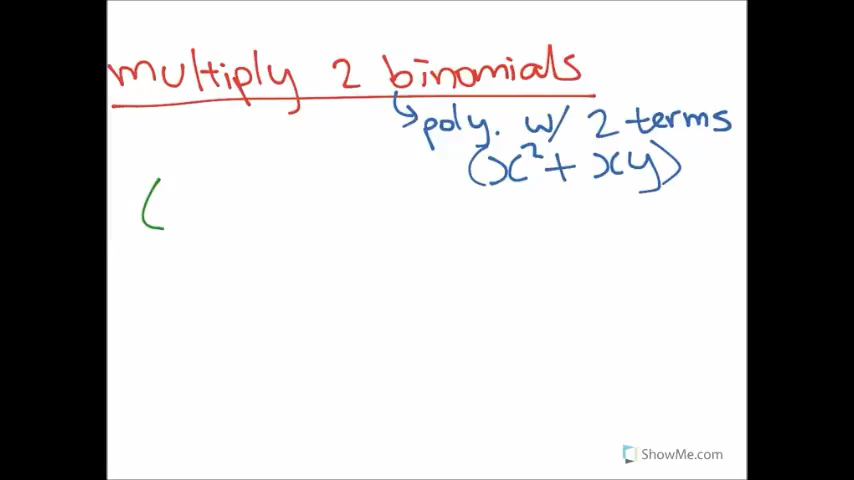 multiply 2 binomials
poly. w/ 2 terms
(x²+ xy)
(
ShowMe.com